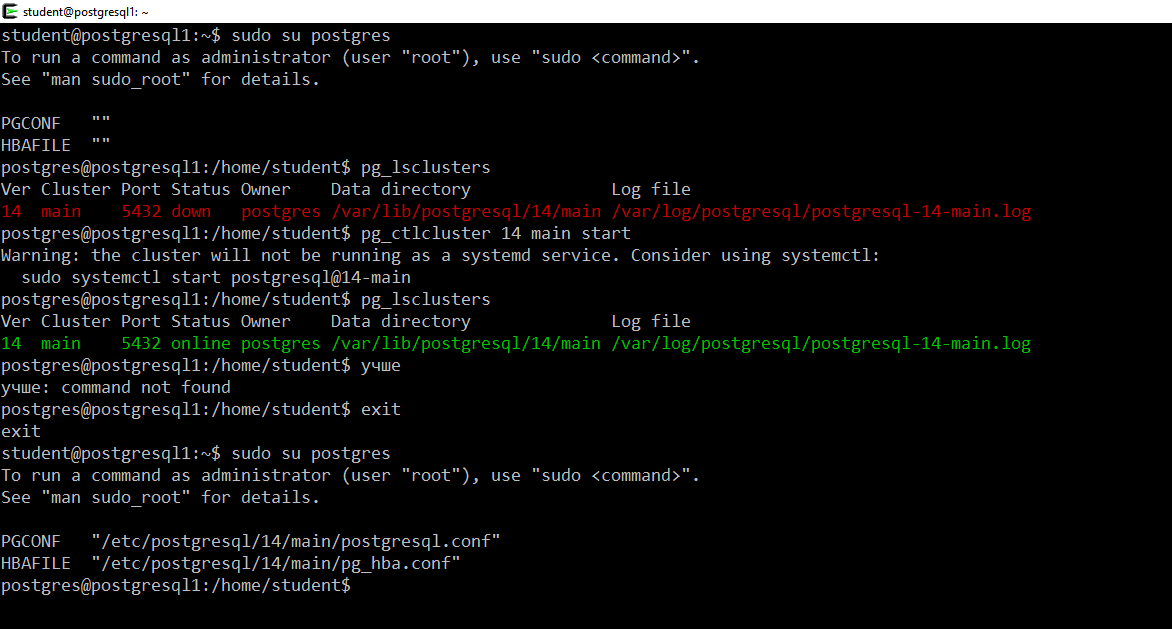 student@postgresql1: ~
student@postgresql1:~$ sudo su postgres
To run a command as administrator (user "root"), use "sudo <command>".
See "man sudo_root" for details.
PGCONF   ""
HBAFILE  ""
postgres@postgresql1:/home/student$ pg_lsclusters
Ver Cluster Port Status Owner    Data directory              Log file
14  main    5432 down   postgres /var/lib/postgresql/14/main /var/log/postgresql/postgresql-14-main.log
postgres@postgresql1:/home/student$ pg_ctlcluster 14 main start
Warning: the cluster will not be running as a systemd service. Consider using systemctl:
  sudo systemctl start postgresql@14-main
postgres@postgresql1:/home/student$ pg_lsclusters
Ver Cluster Port Status Owner    Data directory              Log file
14  main    5432 online postgres /var/lib/postgresql/14/main /var/log/postgresql/postgresql-14-main.log
postgres@postgresql1:/home/student$ учше
учше: command not found
postgres@postgresql1:/home/student$ exit
exit
student@postgresql1:~$ sudo su postgres
To run a command as administrator (user "root"), use "sudo <command>".
See "man sudo_root" for details.
PGCONF   "/etc/postgresql/14/main/postgresql.conf"
HBAFILE  "/etc/postgresql/14/main/pg_hba.conf"
postgres@postgresql1:/home/student$